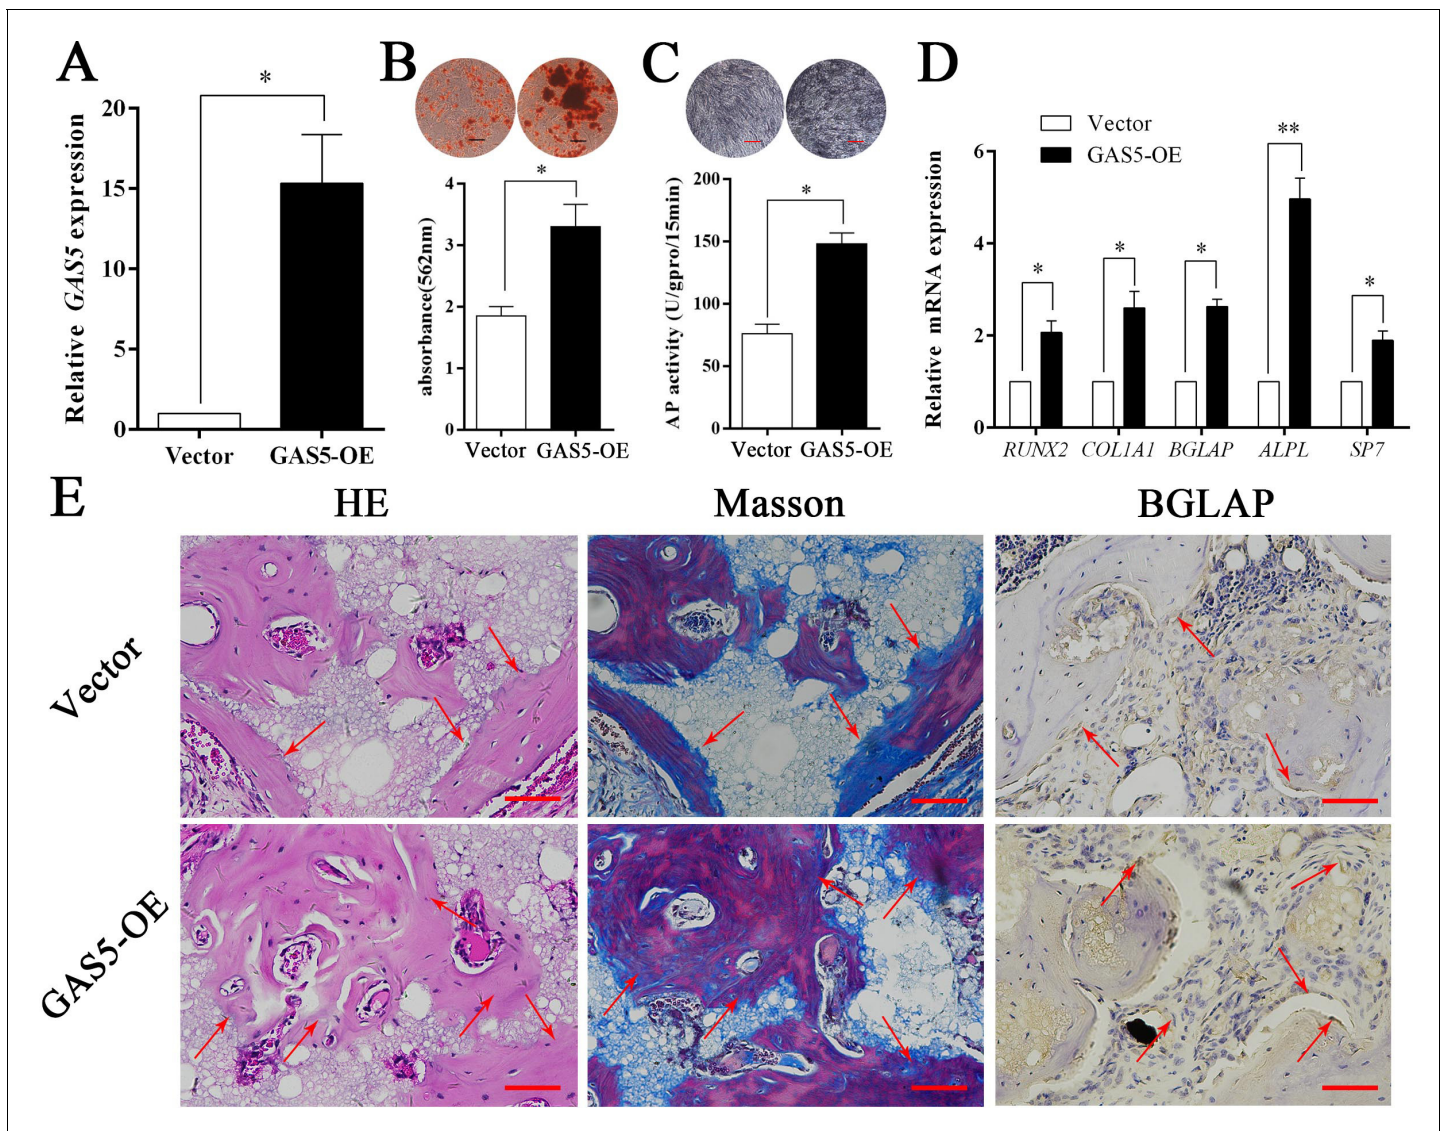 A
B
C
D
*
20
15
10
5
0
Relative GAS5 expression
Vector
GAS5-OE
*
4
3
2
1
0
absorbance(562nm)
Vector
GAS5-OE
*
200
150
100
50
0
AP activity (U/gpro/15min)
Vector
GAS5-OE
Vector
GAS5-OE
6
4
2
0
Relative mRNA expression
*
*
*
**
*
RUNX2
COL1A1
BGLAP
ALPL
SP7
E
HE
Masson
BGLAP
Vector
GAS5-OE